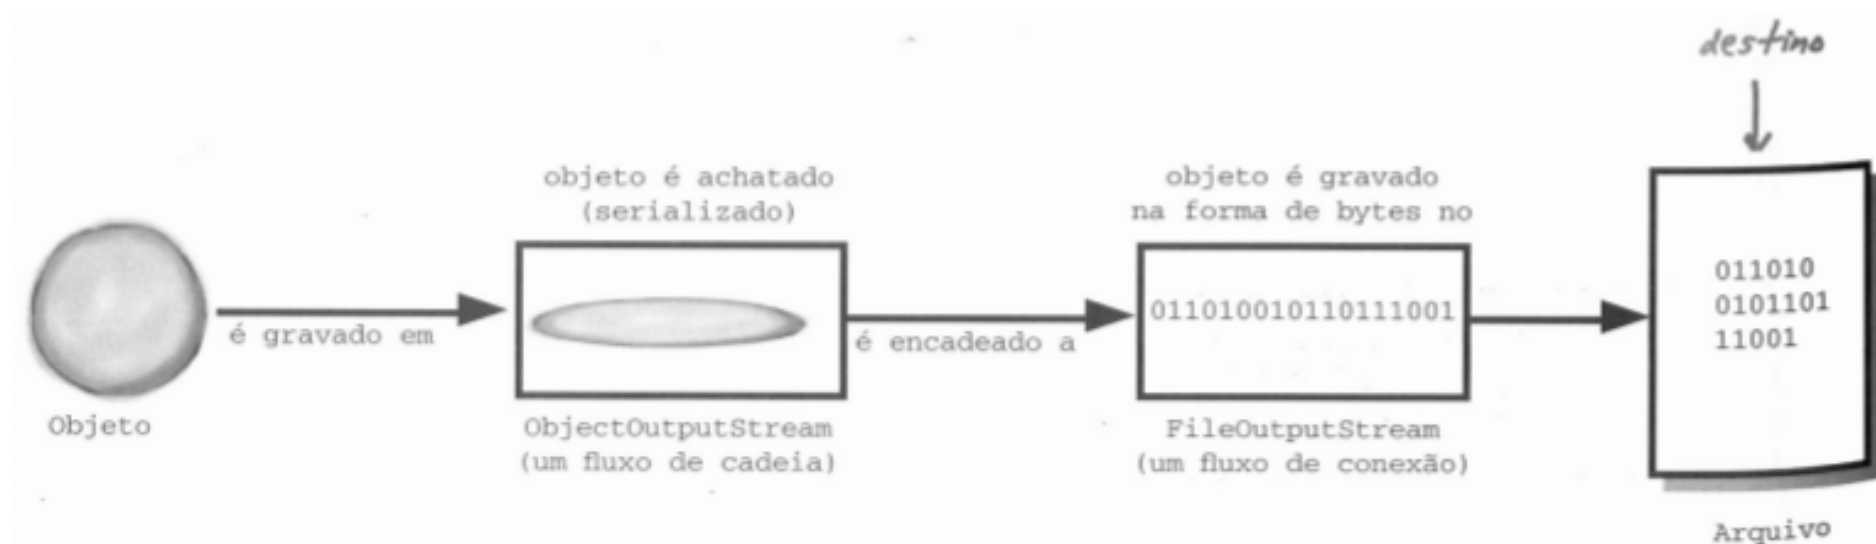 destino
objeto é achatado
(serializado)
objeto é gravado
na forma de bytes no
011010
0101101
11001
011010010110111001
é gravado em
é encadeado a
Objeto
ObjectOutputStream
(um fluxo de cadeia)
FileOutputStream
(um fluxo de conexão)
Arquivo